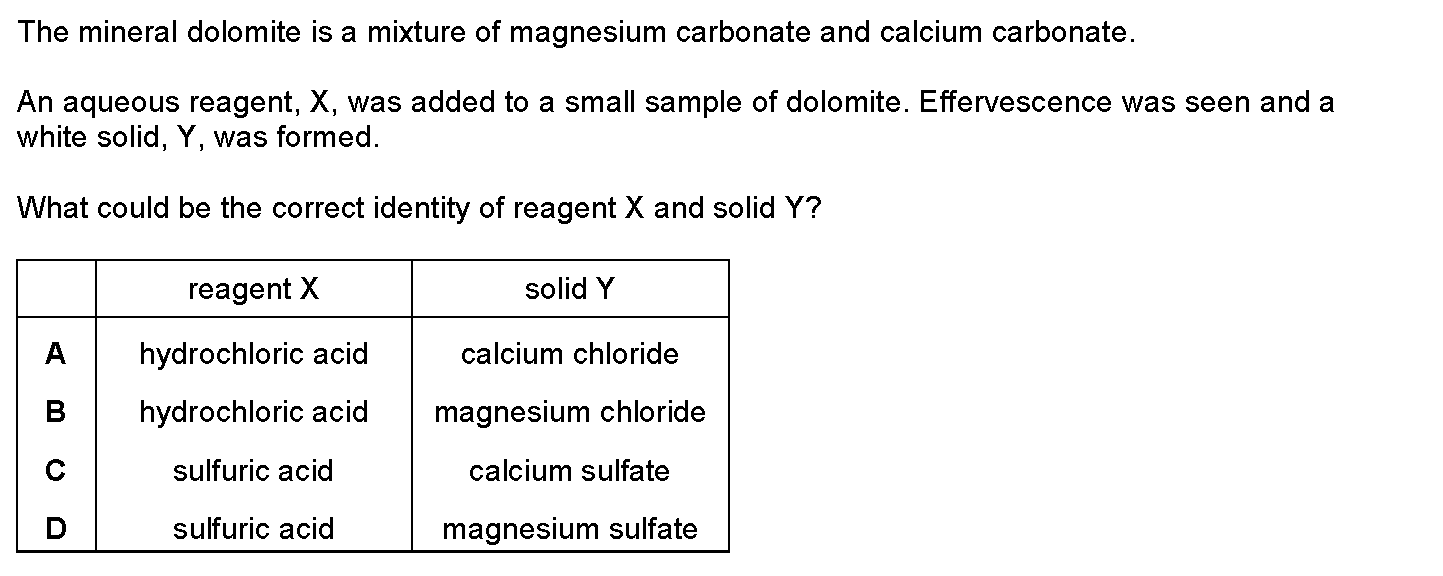 The mineral dolomite is a mixture of magnesium carbonate and calcium carbonate.
An aqueous reagent, X, was added to a small sample of dolomite. Effervescence was seen and a
white solid, Y, was formed.
What could be the correct identity of reagent X and solid Y?
reagent X solid Y
A hydrochloric acid calcium chloride
B hydrochloric acid magnesium chloride
C sulfuric acid calcium sulfate
D sulfuric acid magnesium sulfate